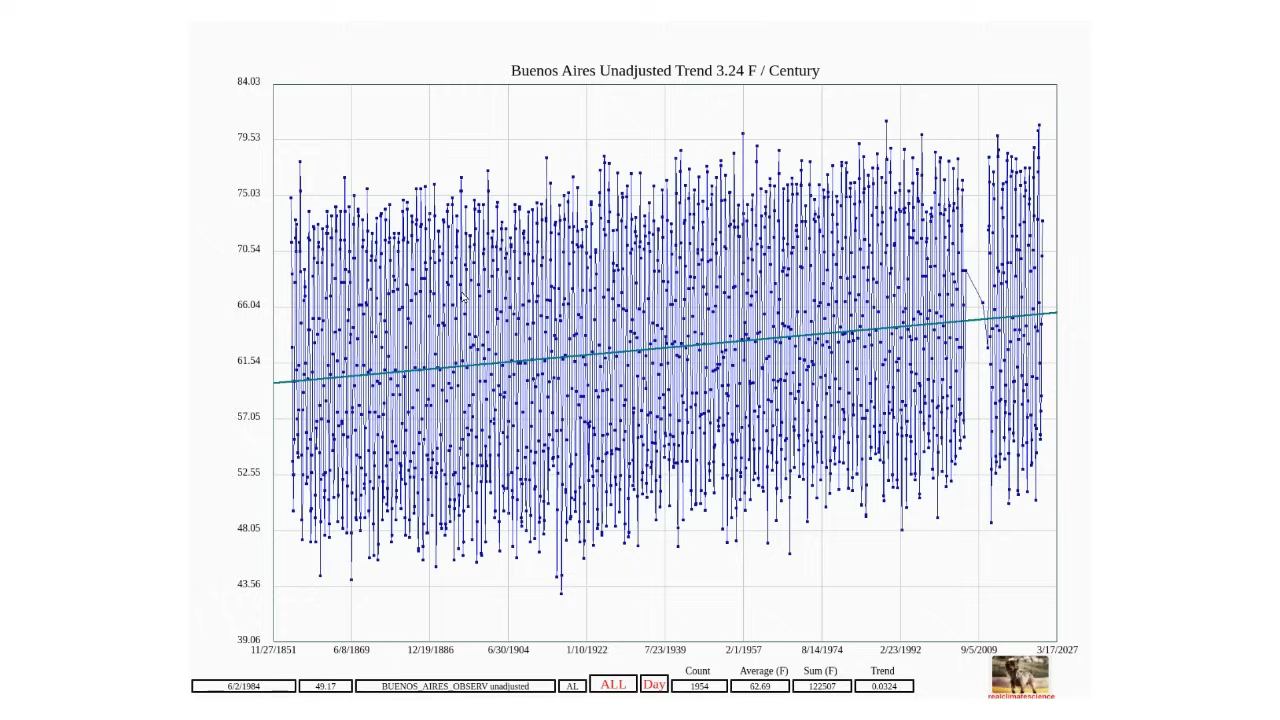 Buenos Aires Unadjusted Trend 3.24 F / Century
84.03
79.53
75.03
70.54
66.04
61.54
57.05
52.55
48.05
43.56
39.06
11/27/1851 6/8/1869 12/19/1886 6/30/1904 1/10/1922 7/23/1939 2/1/1957 8/14/1974 2/23/1992 9/5/2009 3/17/2027
Count Average (F) Sum (F) Trend
6/2/1984 49.17 BUENOS_AIRES_OBSERV unadjusted AL ALL Day 1954 62.69 122507 0.0324
realclimatescience